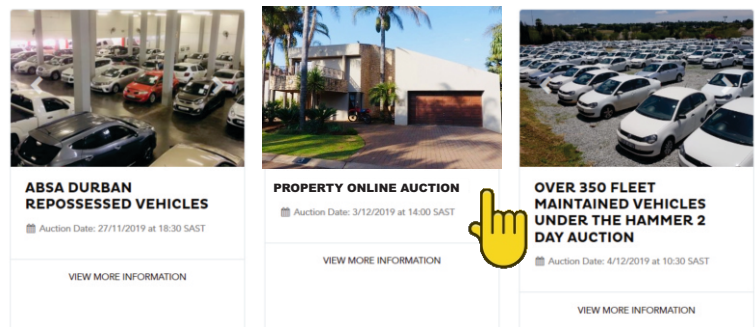 ABSA DURBAN
REPOSSESSED VEHICLES
Auction Date: 27/11/2019 at 18:30 SAST
VIEW MORE INFORMATION
PROPERTY ONLINE AUCTION
Auction Date: 3/12/2019 at 14:00 SAST
VIEW MORE INFORMATION
OVER 350 FLEET
MAINTAINED VEHICLES
UNDER THE HAMMER 2
DAY AUCTION
Auction Date: 4/12/2019 at 10:30 SAST
VIEW MORE INFORMATION